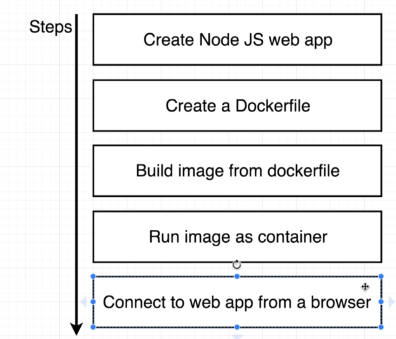 Steps
Create Node JS web app
Create a Dockerfile
Build image from dockerfile
Run image as container
Connect to web app from a browser